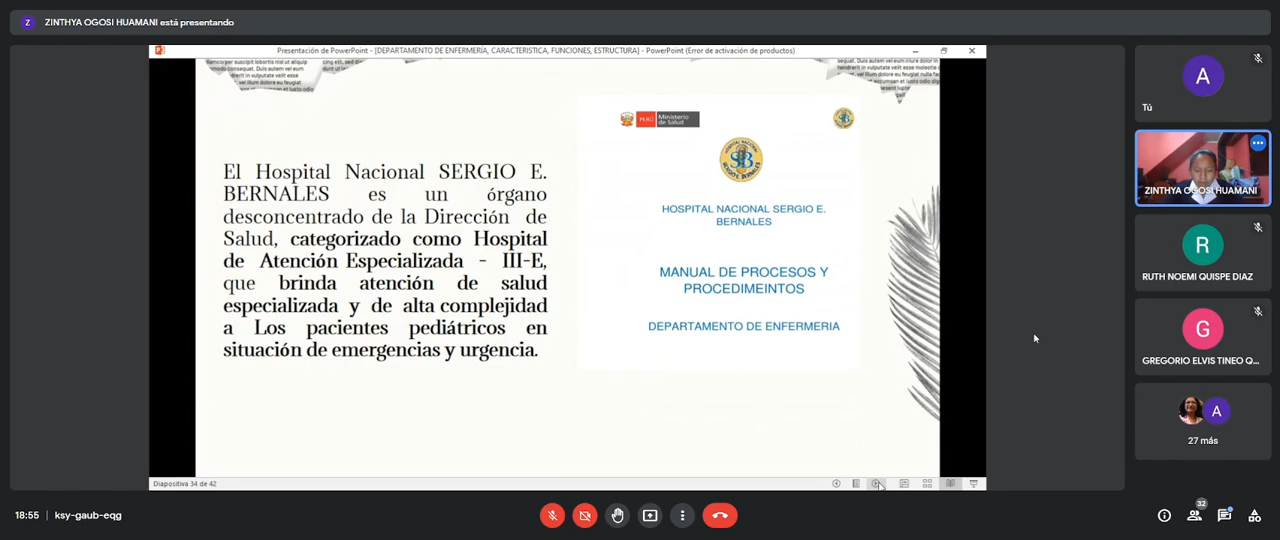 Z ZINTHYA OGOSI HUAMANI está presentando
Presentación de PowerPoint - [DEPARTAMENTO DE ENFERMERÍA, CARACTERISTICA, FUNCIONES, ESTRUCTURA] - PowerPoint (Error de activación de productos)
El Hospital Nacional SERGIO E.
BERNALES es un órgano
desconcentrado de la Dirección de
Salud, categorizado como Hospital
de Atención Especializada - III-E,
que brinda atención de salud
especializada y de alta complejidad
a Los pacientes pediátricos en
situación de emergencias y urgencia.
PERÚ Ministerio
de Salud
HOSPITAL NACIONAL SERGIO E.
BERNALES
MANUAL DE PROCESOS Y
PROCEDIMEINTOS
DEPARTAMENTO DE ENFERMERIA
Diapositiva 34 de 42
A
Tú
ZINTHYA OGOSI HUAMANI
R
RUTH NOEMI QUISPE DIAZ
G
GREGORIO ELVIS TINEO Q...
A
27 más
18:55 | ksy-gaub-eqg
32